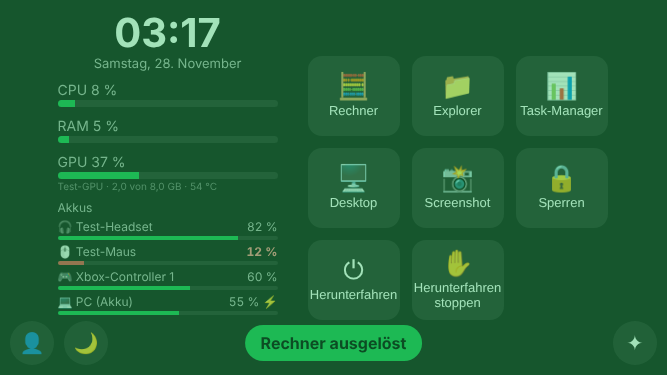 03:17
Samstag, 28. November
CPU 8 %
RAM 5 %
GPU 37 %
Test-GPU · 2,0 von 8,0 GB · 54 °C
Akkus
Test-Headset 82 %
Test-Maus 12 %
Xbox-Controller 1 60 %
PC (Akku) 55 %
Rechner
Explorer
Task-Manager
Desktop
Screenshot
Sperren
Herunterfahren
Herunterfahren
stoppen
Rechner ausgelöst